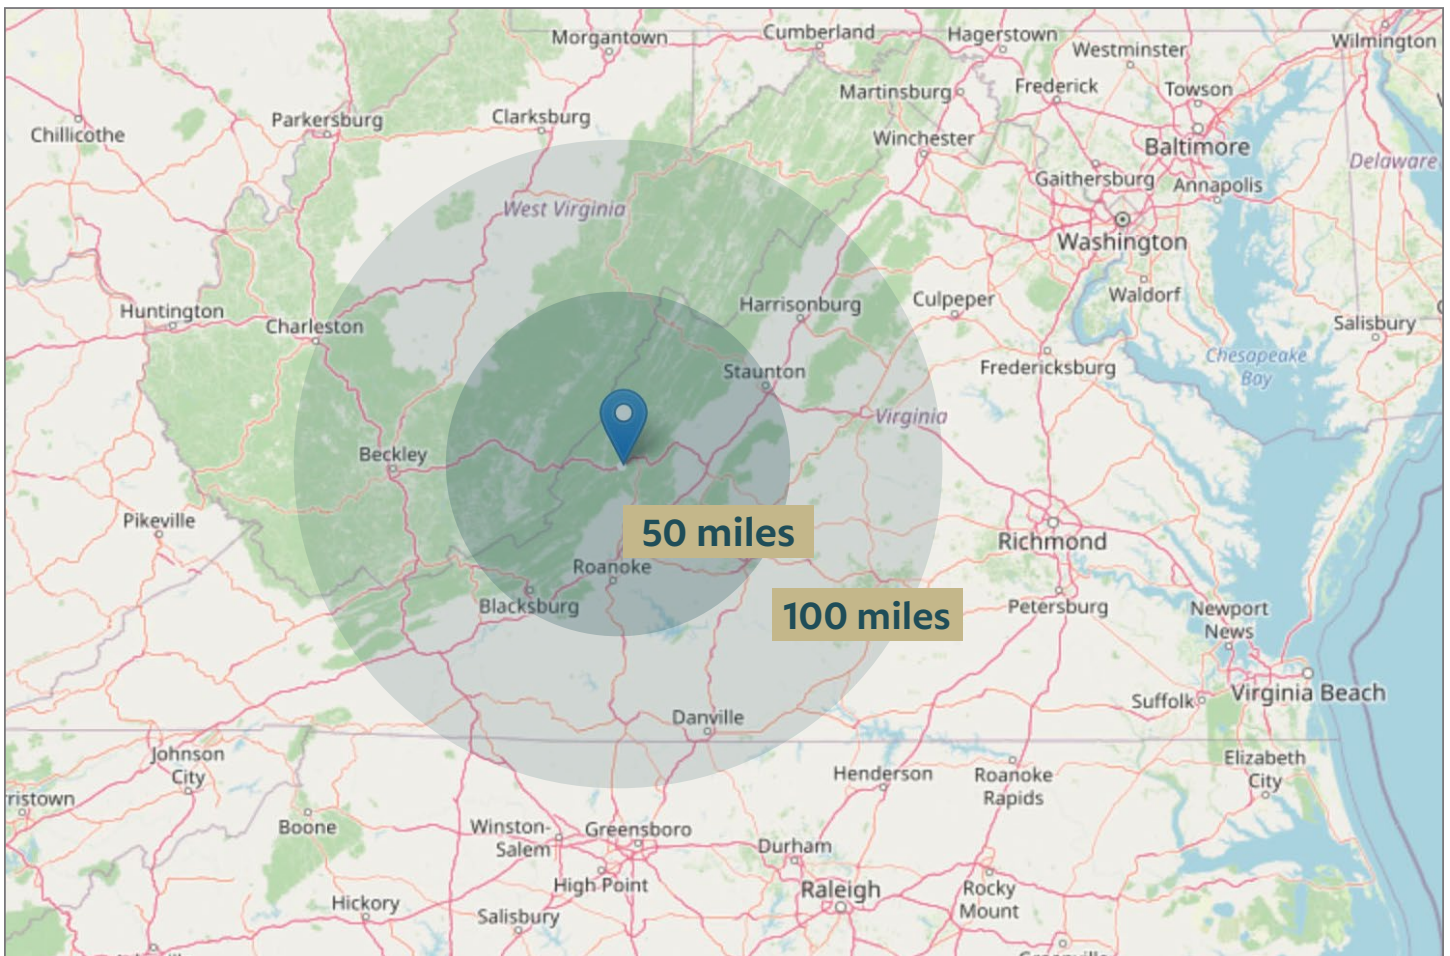 Morgantown
Cumberland
Hagerstown
Westminster
Wilmington
Martinsburg
Frederick
Towson
Chillicothe
Parkersburg
Clarksburg
Winchester
Baltimore
Delaware
Gaithersburg
Annapolis
West Virginia
Washington
Huntington
Charleston
Harrisonburg
Culpeper
Waldorf
Salisbury
Staunton
Fredericksburg
Chesapeake
Bay
Virginia
Beckley
Pikeville
50 miles
Richmond
Roanoke
Blacksburg
100 miles
Petersburg
Newport
News
Suffolk
Virginia Beach
Danville
Johnson
City
Henderson
Roanoke
Rapids
Elizabeth
City
rristown
Boone
Winston-
Salem
Greensboro
Durham
High Point
Raleigh
Rocky
Mount
Hickory
Salisbury